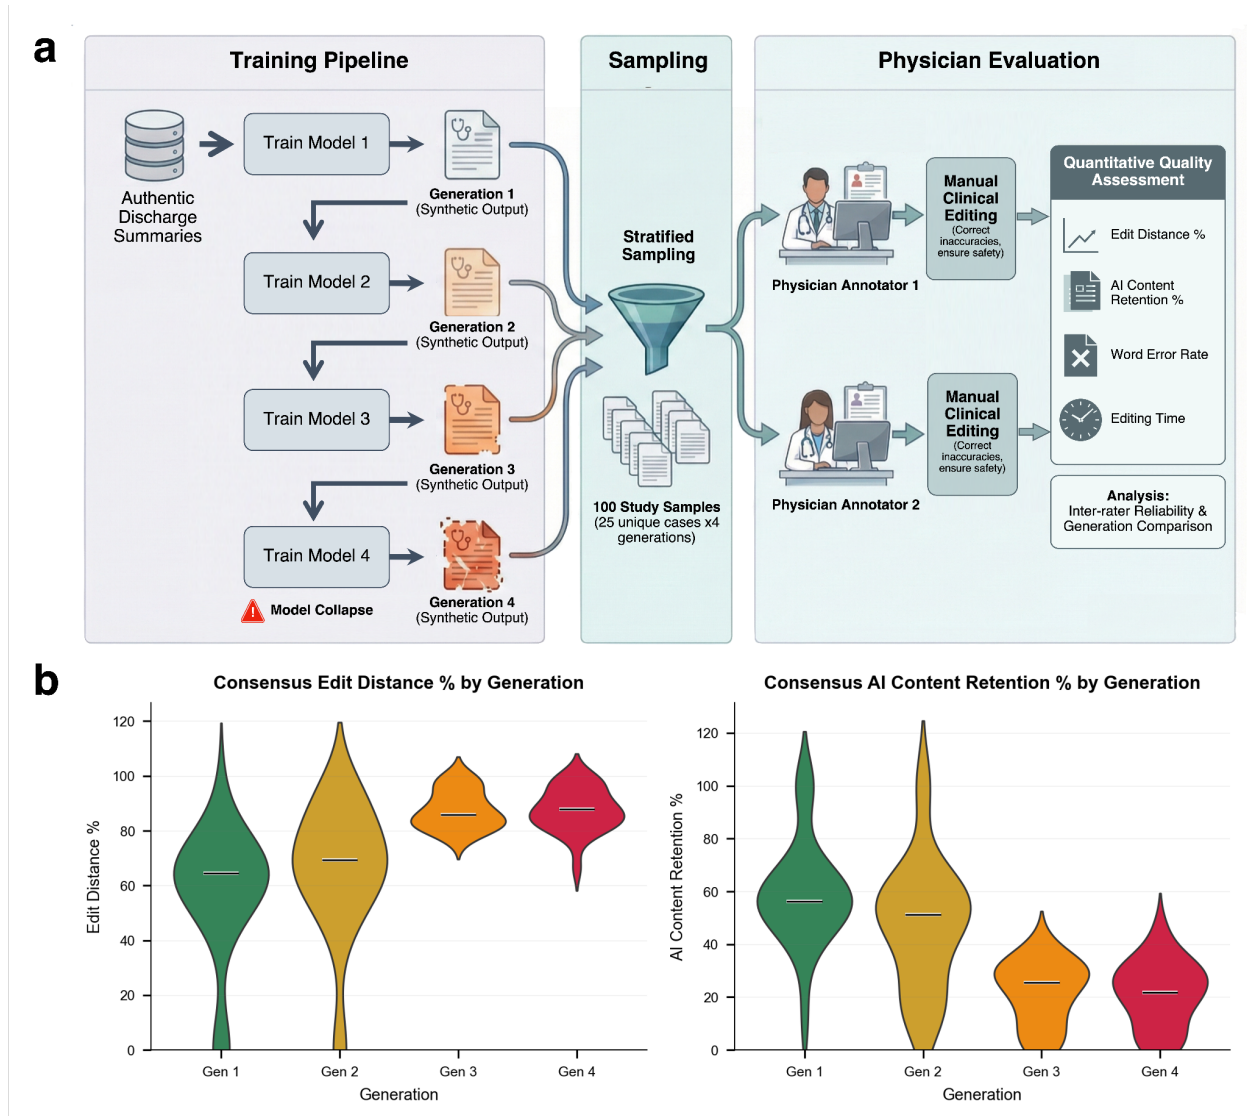 a
Training Pipeline
Sampling
Physician Evaluation
Authentic
Discharge
Summaries
Train Model 1
Generation 1
(Synthetic Output)
Train Model 2
Generation 2
(Synthetic Output)
Train Model 3
Generation 3
(Synthetic Output)
Train Model 4
Model Collapse
Generation 4
(Synthetic Output)
Stratified
Sampling
100 Study Samples
(25 unique cases x4
generations)
Physician Annotator 1
Manual
Clinical
Editing
(Correct
inaccuracies,
ensure safety)
Physician Annotator 2
Manual
Clinical
Editing
(Correct
inaccuracies,
ensure safety)
Quantitative Quality
Assessment
Edit Distance %
AI Content
Retention %
Word Error Rate
Editing Time
Analysis:
Inter-rater Reliability &
Generation Comparison
b
Consensus Edit Distance % by Generation
Edit Distance %
120
100
80
60
40
20
0
Gen 1
Gen 2
Gen 3
Gen 4
Generation
Consensus AI Content Retention % by Generation
AI Content Retention %
120
100
80
60
40
20
0
Gen 1
Gen 2
Gen 3
Gen 4
Generation